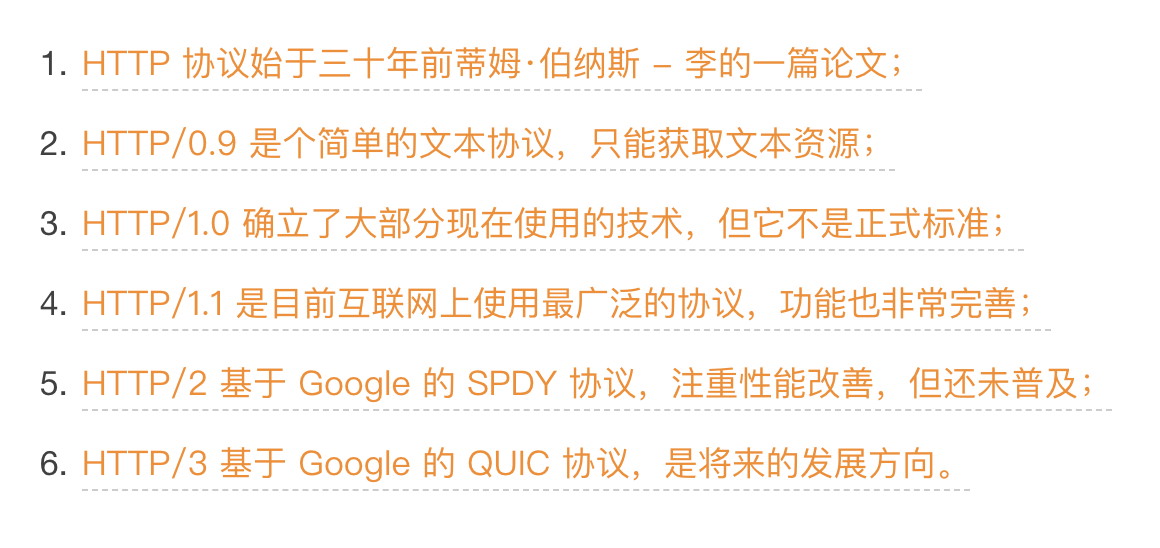 1. HTTP 协议始于三十年前蒂姆·伯纳斯 - 李的一篇论文；
2. HTTP/0.9 是个简单的文本协议，只能获取文本资源；
3. HTTP/1.0 确立了大部分现在使用的技术，但它不是正式标准；
4. HTTP/1.1 是目前互联网上使用最广泛的协议，功能也非常完善；
5. HTTP/2 基于 Google 的 SPDY 协议，注重性能改善，但还未普及；
6. HTTP/3 基于 Google 的 QUIC 协议，是将来的发展方向。